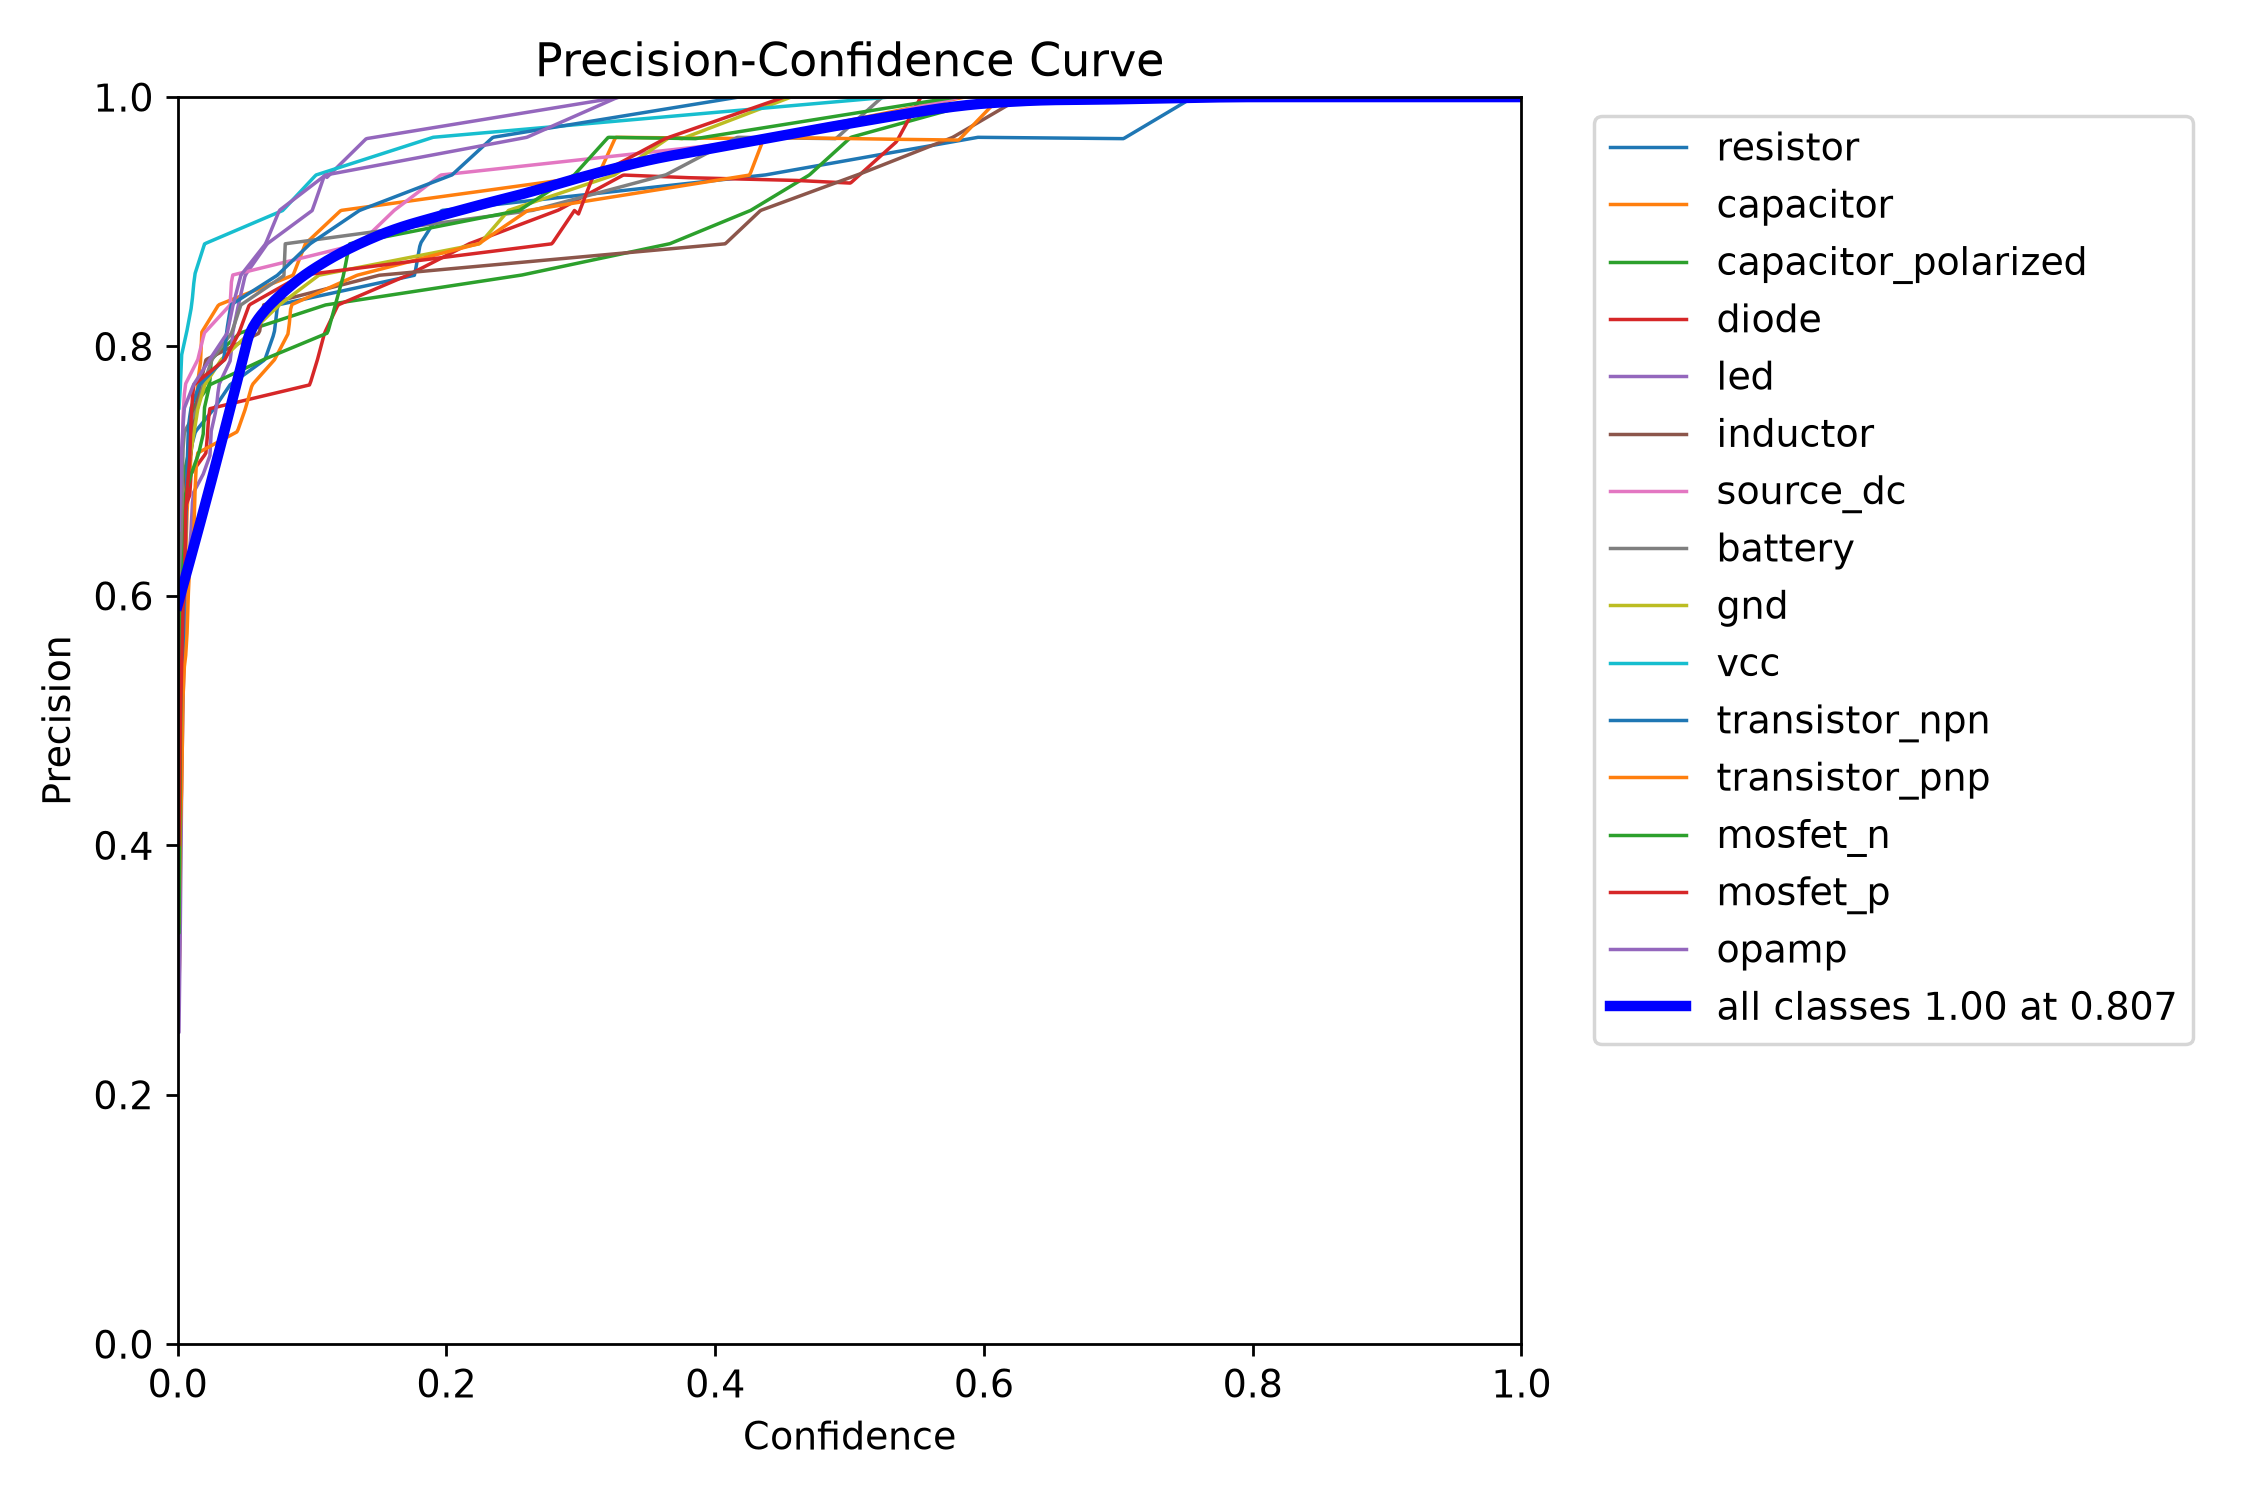 Precision-Confidence Curve
1.0
0.8
0.6
0.4
0.2
0.0
Precision
0.0 0.2 0.4 0.6 0.8 1.0
Confidence
resistor
capacitor
capacitor_polarized
diode
led
inductor
source_dc
battery
gnd
vcc
transistor_npn
transistor_pnp
mosfet_n
mosfet_p
opamp
all classes 1.00 at 0.807